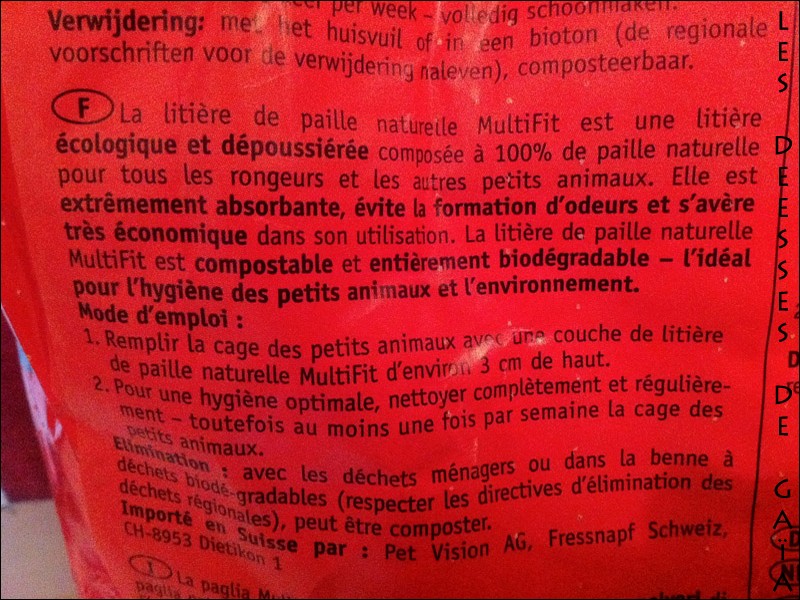 per week – volledig schoonmaken.
Verwijdering: met het huisvuil of in een bioton (de regionale
voorschriften voor de verwijdering naleven), composteerbaar.
F La litière de paille naturelle MultiFit est une litière
écologique et dépoussiérée composée à 100% de paille naturelle
pour tous les rongeurs et les autres petits animaux. Elle est
extrêmement absorbante, évite la formation d'odeurs et s'avère
très économique dans son utilisation. La litière de paille naturelle
MultiFit est compostable et entièrement biodégradable – l'idéal
pour l'hygiène des petits animaux et l'environnement.
Mode d'emploi :
1. Remplir la cage des petits animaux avec une couche de litière
de paille naturelle MultiFit d'environ 3 cm de haut.
2. Pour une hygiène optimale, nettoyer complètement et régulière-
ment – toutefois au moins une fois par semaine la cage des
petits animaux.
Elimination : avec les déchets ménagers ou dans la benne à
déchets biodé-gradables (respecter les directives d'élimination des
déchets régionales), peut être composter.
Importé en Suisse par : Pet Vision AG, Fressnapf Schweiz,
CH-8953 Dietikon 1
I La paglia
paglia
LES DEESSES DE GAIA